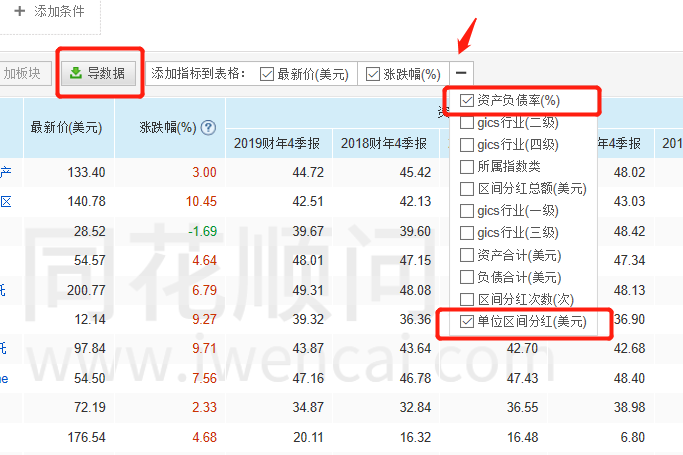 + 添加条件
加板块 导数据 添加指标到表格： 最新价(美元) 涨跌幅(%)
资产负债率(%)
gics行业(二级)
gics行业(四级)
所属指数类
区间分红总额(美元)
gics行业(一级)
gics行业(三级)
资产合计(美元)
负债合计(美元)
区间分红次数(次)
单位区间分红(美元)
最新价(美元) 涨跌幅(%) ?
2019财年4季报 2018财年4季报 年4季报 201
产 133.40 3.00 44.72 45.42 48.02
区 140.78 10.45 42.51 42.13 43.03
28.52 -1.69 39.67 39.60 48.42
54.57 4.64 48.01 47.15 47.34
托 200.77 6.79 49.31 48.08 48.13
12.14 9.27 39.32 36.36 36.90
托 97.84 9.71 43.87 43.64 42.70 42.68
ne 54.50 7.56 47.16 46.78 47.43 48.40
72.19 2.33 34.87 32.84 36.55 38.98
176.54 4.68 20.11 16.32 16.48 6.80
同花顺问
www.iwencai.com